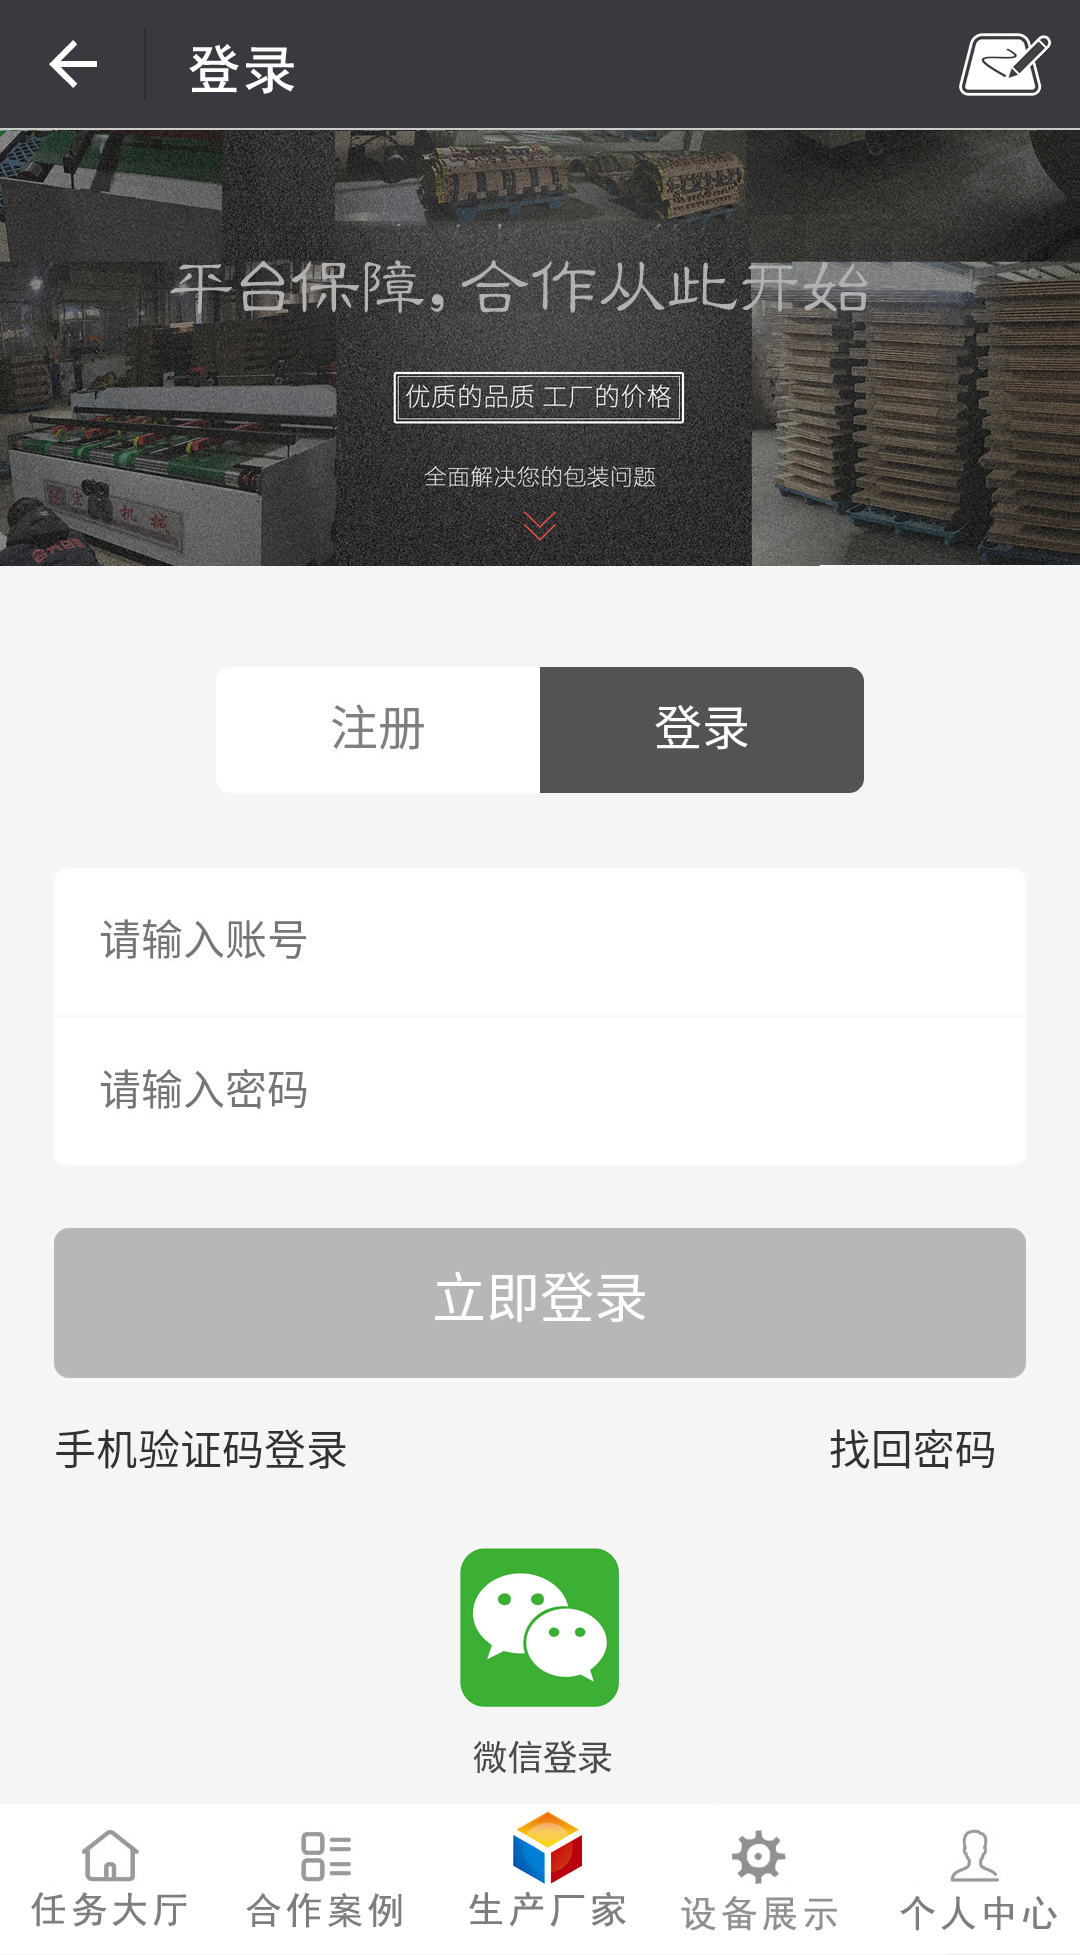 登录
平台保障，合作从此开始
优质的品质 工厂的价格
全面解决您的包装问题
机械
注册 登录
请输入账号
请输入密码
立即登录
手机验证码登录 找回密码
微信登录
任务大厅 合作案例 生产厂家 设备展示 个人中心